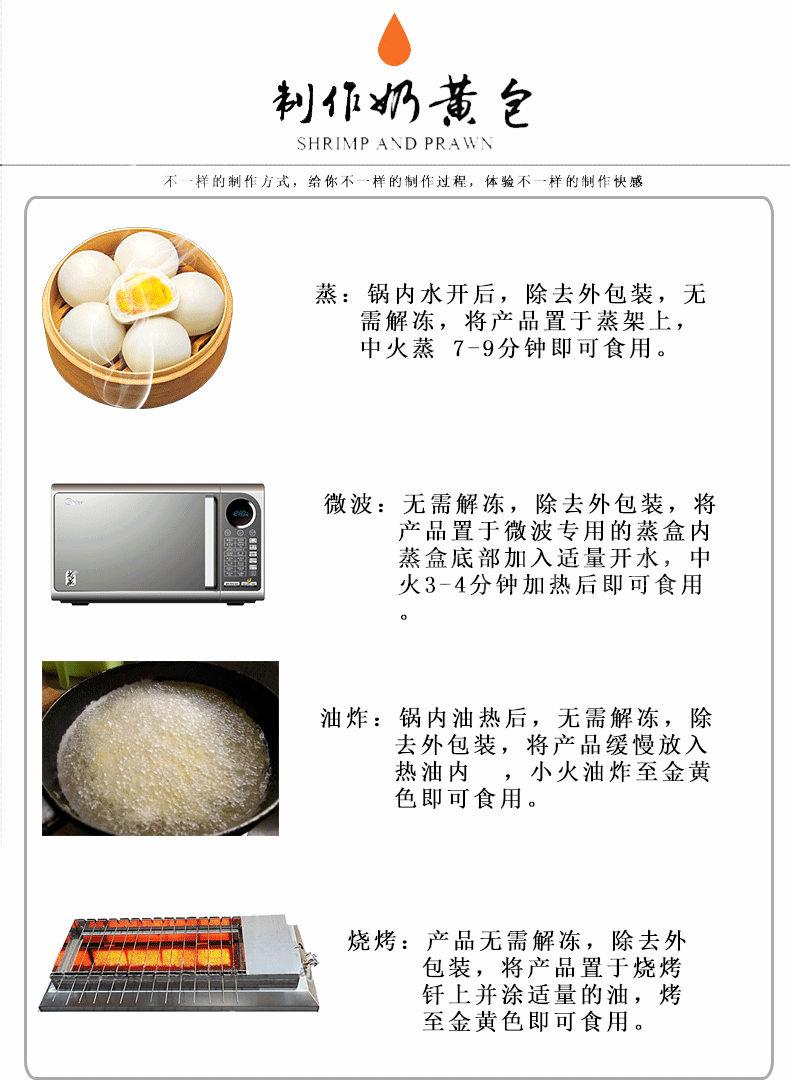 制作奶黄包
SHRIMP AND PRAWN
不一样的制作方式，给你不一样的制作过程，体验不一样的制作快感
蒸：锅内水开后，除去外包装，无
需解冻，将产品置于蒸架上，
中火蒸 7-9分钟即可食用。
微波：无需解冻，除去外包装，将
产品置于微波专用的蒸盒内
蒸盒底部加入适量开水，中
火3-4分钟加热后即可食用
。
油炸：锅内油热后，无需解冻，除
去外包装，将产品缓慢放入
热油内 ，小火油炸至金黄
色即可食用。
烧烤：产品无需解冻，除去外
包装，将产品置于烧烤
钎上并涂适量的油，烤
至金黄色即可食用。